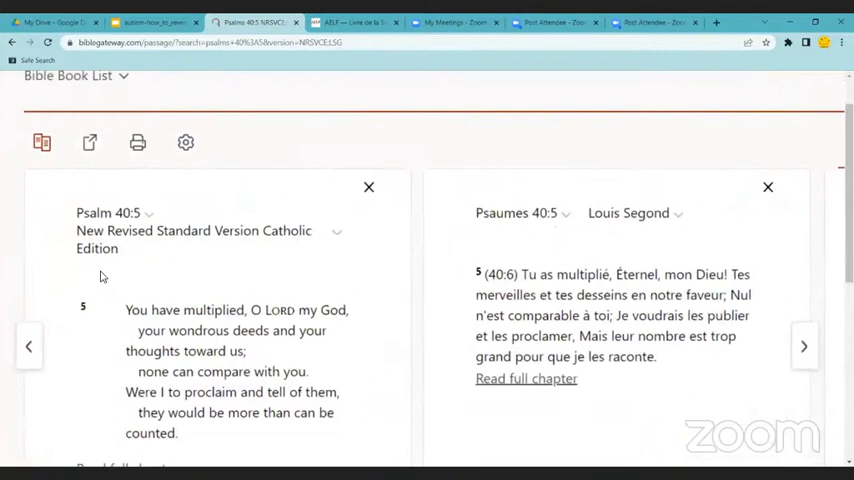 My Drive -
autism-how_to_rever
Psalms 40:5 NRSVCE;L
AELF — Livre de la S
My Meetings - Zoom
Post Attendee - Zoom
Post Attendee - Zoom
biblegateway.com/passage/?search=psalms+40%3A5&version=NRSVCE;LSG
Safe Search
Bible Book List
Psalm 40:5
New Revised Standard Version Catholic
Edition
5 You have multiplied, O LORD my God,
your wondrous deeds and your
thoughts toward us;
none can compare with you.
Were I to proclaim and tell of them,
they would be more than can be
counted.
Psaumes 40:5 Louis Segond
5 (40:6) Tu as multiplié, Éternel, mon Dieu! Tes
merveilles et tes desseins en notre faveur; Nul
n'est comparable à toi; Je voudrais les publier
et les proclamer, Mais leur nombre est trop
grand pour que je les raconte.
Read full chapter
zoom